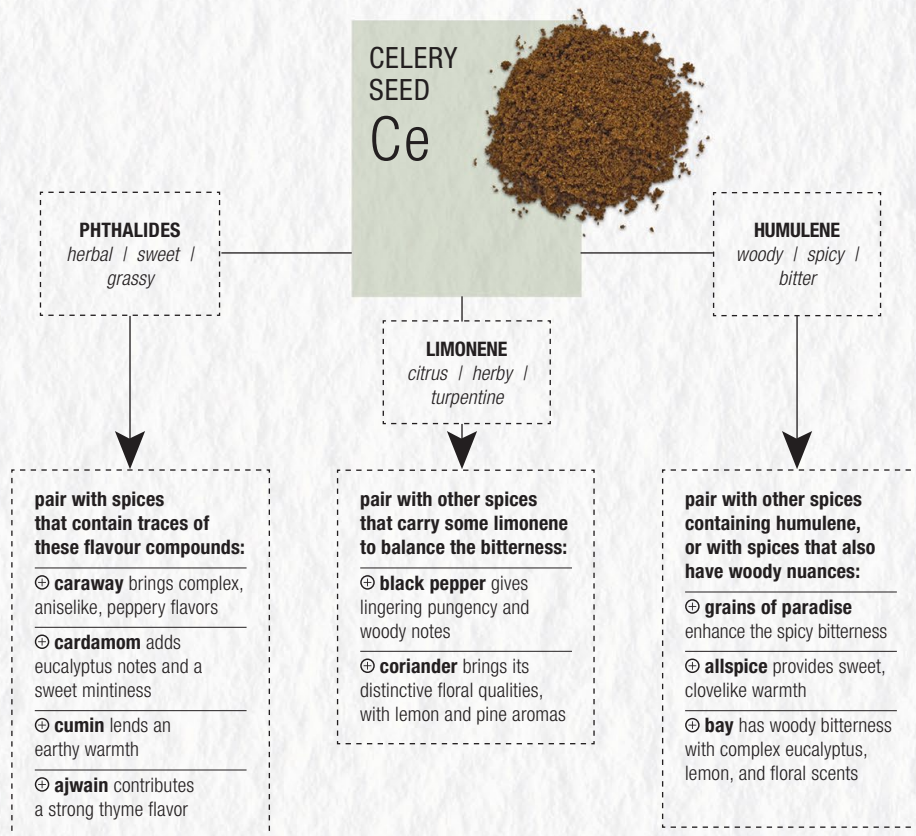 CELERY
SEED
Ce
PHTHALIDES
herbal | sweet |
grassy
HUMULENE
woody | spicy |
bitter
LIMONENE
citrus | herby |
turpentine
pair with spices
that contain traces of
these flavour compounds:
⊕ caraway brings complex,
aniselike, peppery flavors
⊕ cardamom adds
eucalyptus notes and a
sweet mintiness
⊕ cumin lends an
earthy warmth
⊕ ajwain contributes
a strong thyme flavor
pair with other spices
that carry some limonene
to balance the bitterness:
⊕ black pepper gives
lingering pungency and
woody notes
⊕ coriander brings its
distinctive floral qualities,
with lemon and pine aromas
pair with other spices
containing humulene,
or with spices that also
have woody nuances:
⊕ grains of paradise
enhance the spicy bitterness
⊕ allspice provides sweet,
clovelike warmth
⊕ bay has woody bitterness
with complex eucalyptus,
lemon, and floral scents